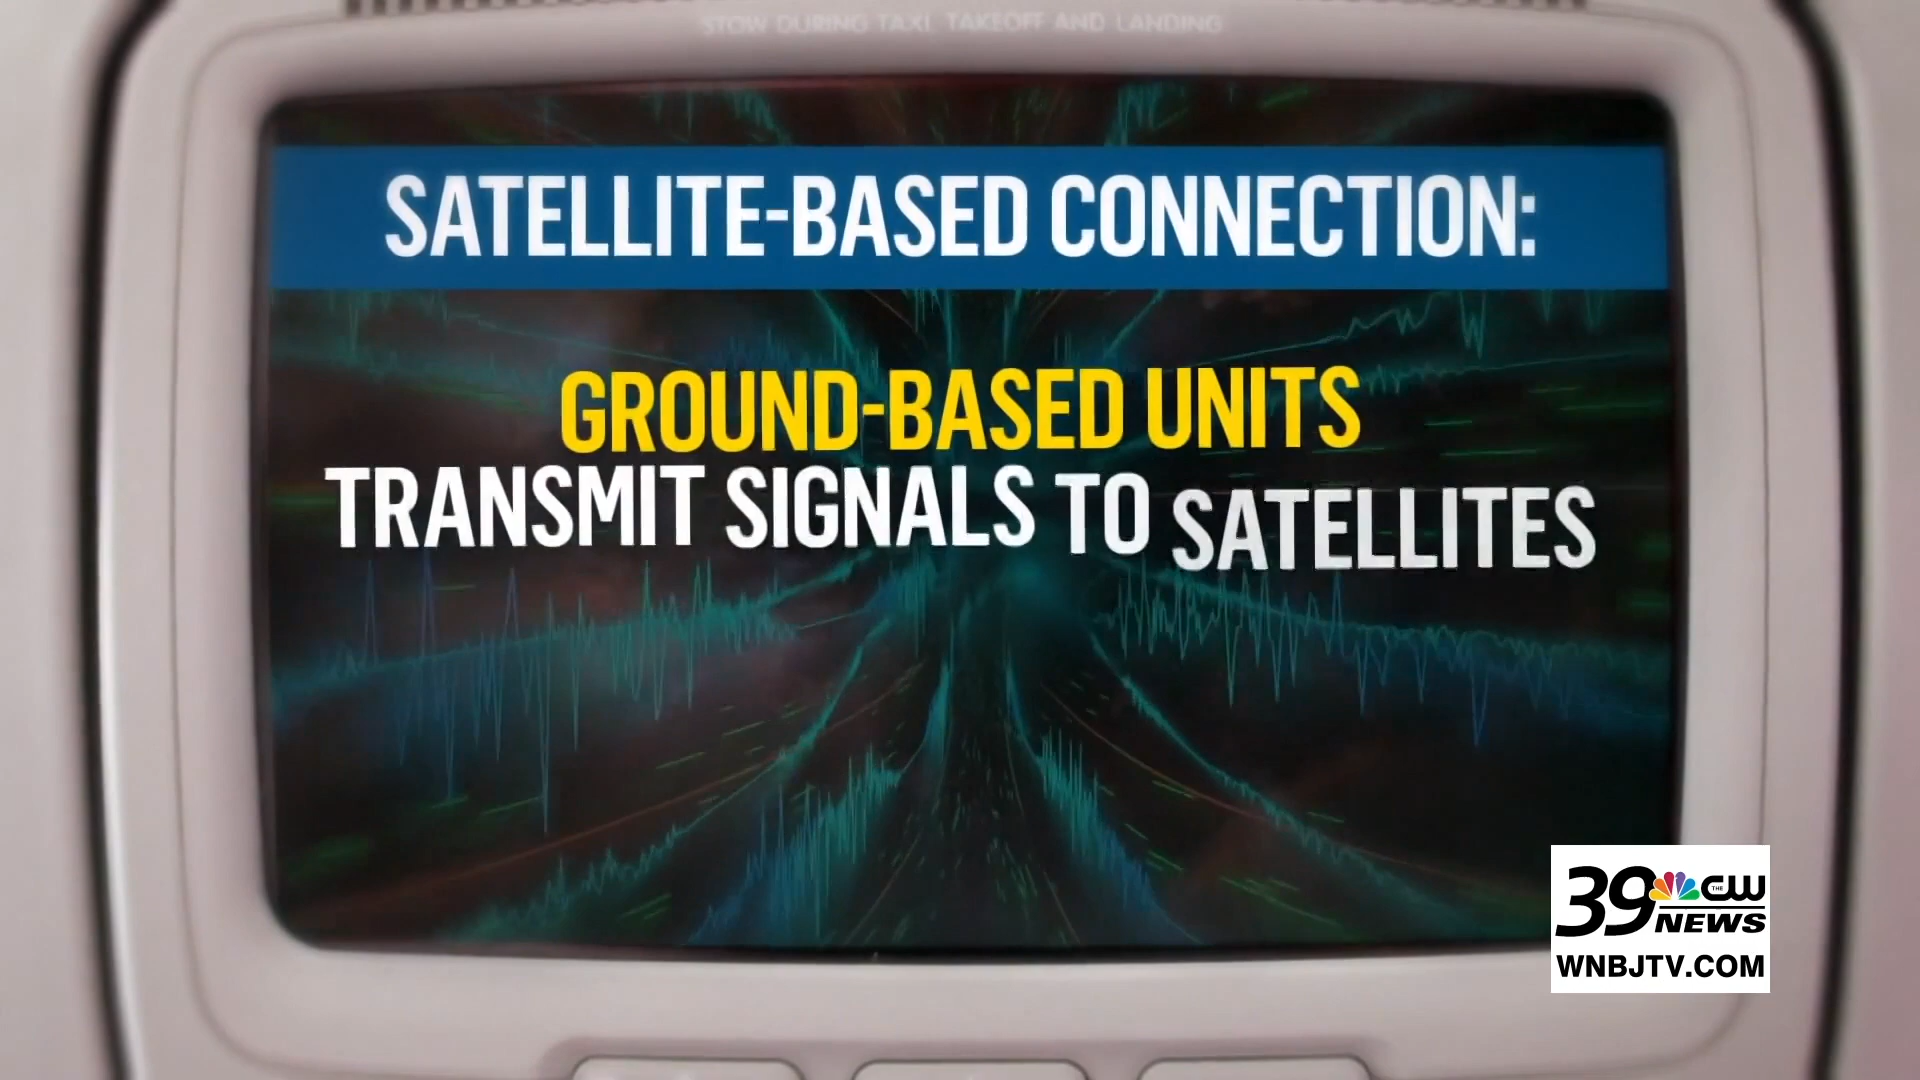 STOW DURING TAXI, TAKEOFF AND LANDING
SATELLITE-BASED CONNECTION:
GROUND-BASED UNITS
TRANSMIT SIGNALS TO SATELLITES
39 THE CW
NEWS
WNBJTV.COM